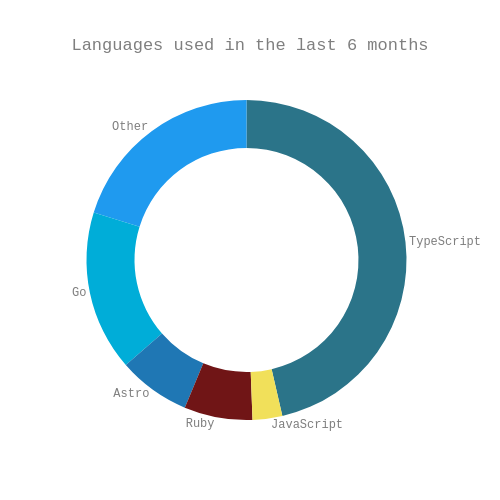 Languages used in the last 6 months
Other
TypeScript
Go
Astro
Ruby
JavaScript